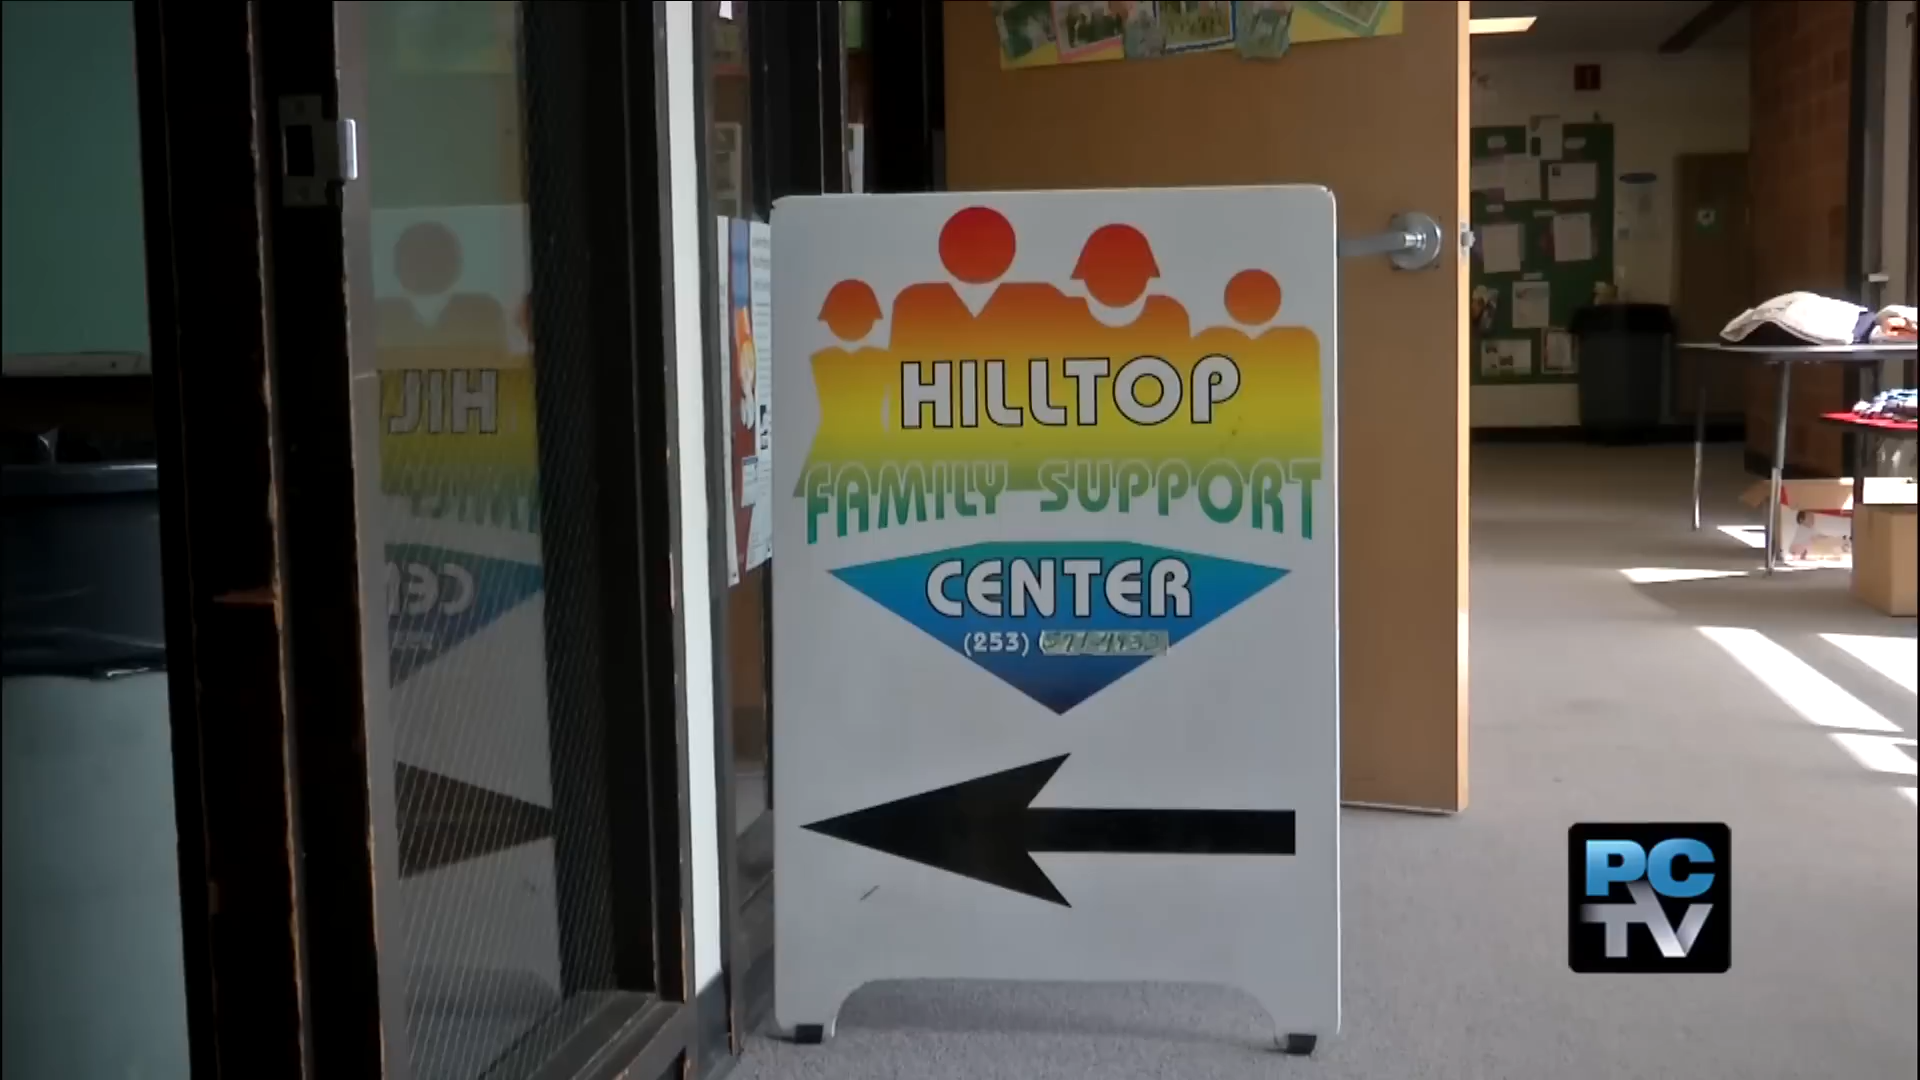 HILLTOP
FAMILY SUPPORT
CENTER
(253)
PC
TV